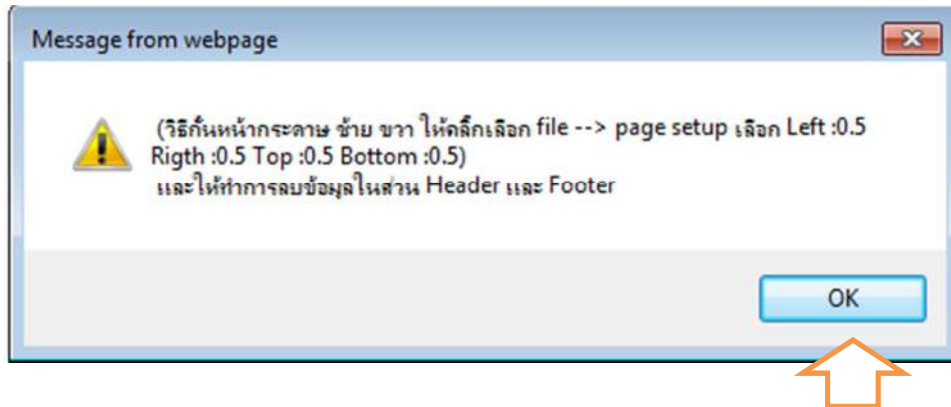 Message from webpage
(วิธีกั้นหน้ากระดาษ ซ้าย ขวา ให้คลิ๊กเลือก file --> page setup เลือก Left :0.5
Rigth :0.5 Top :0.5 Bottom :0.5)
และให้ทำการลบข้อมูลในส่วน Header และ Footer
OK